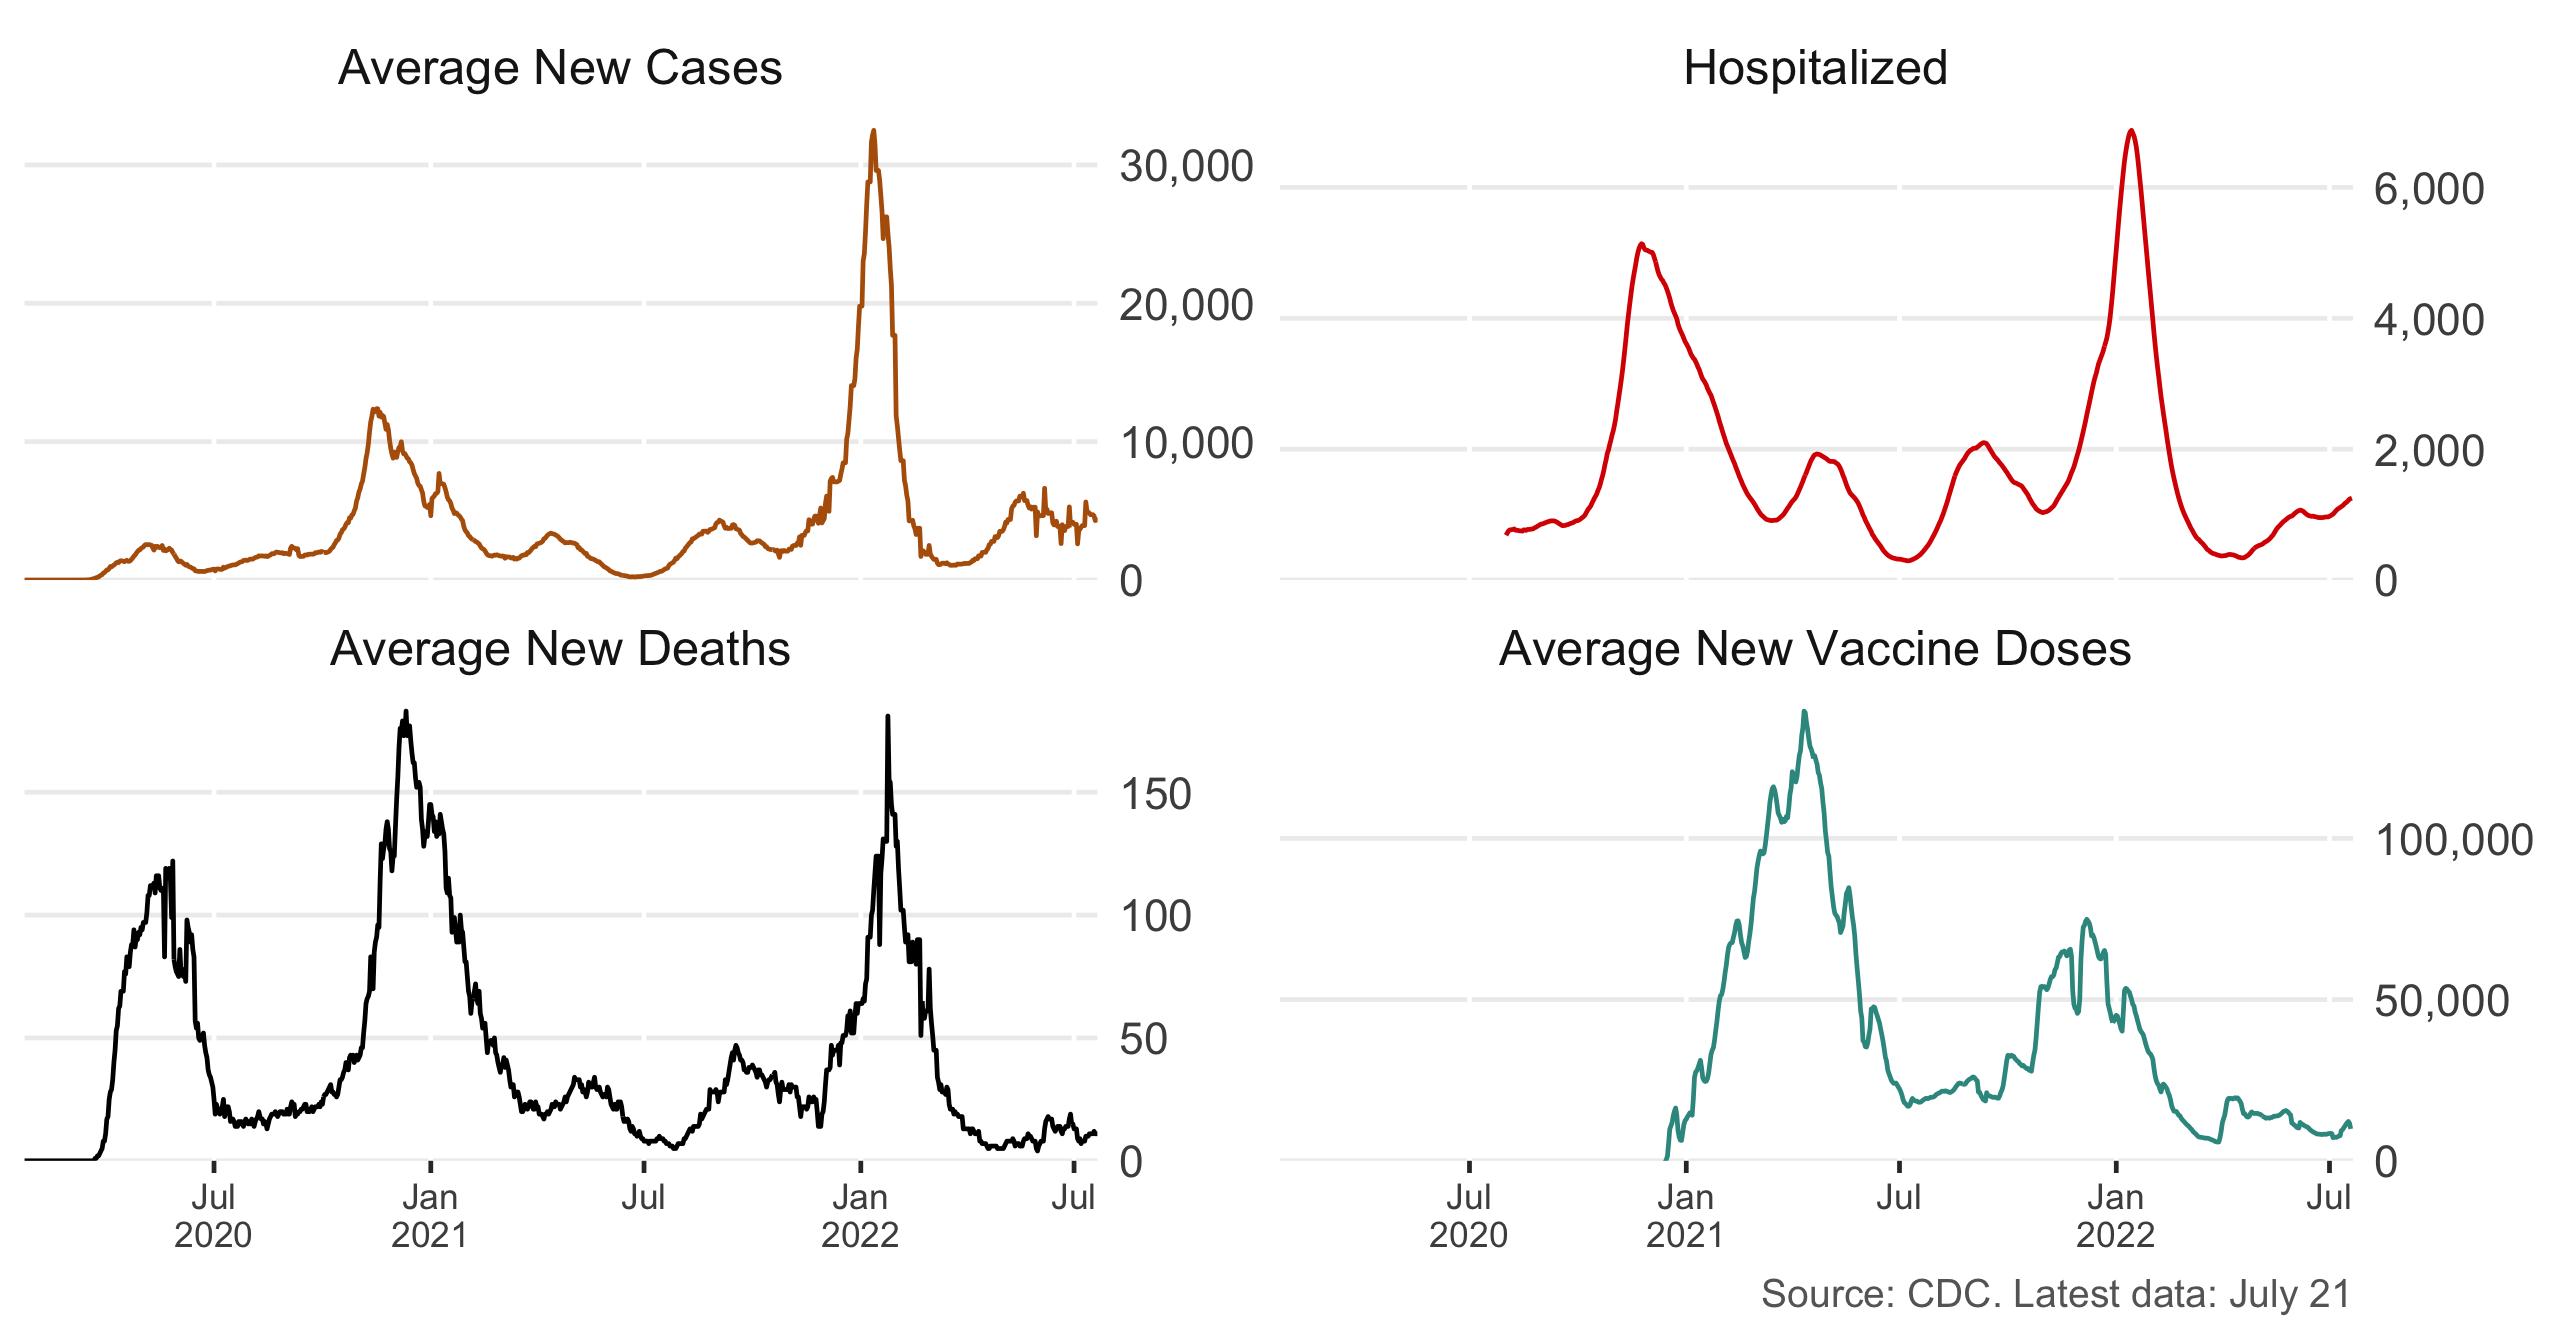 Average New Cases
30,000
20,000
10,000
0
Hospitalized
6,000
4,000
2,000
0
Average New Deaths
150
100
50
0
Jul
2020
Jan
2021
Jul
Jan
2022
Jul
Average New Vaccine Doses
100,000
50,000
0
Jul
2020
Jan
2021
Jul
Jan
2022
Jul
Source: CDC. Latest data: July 21